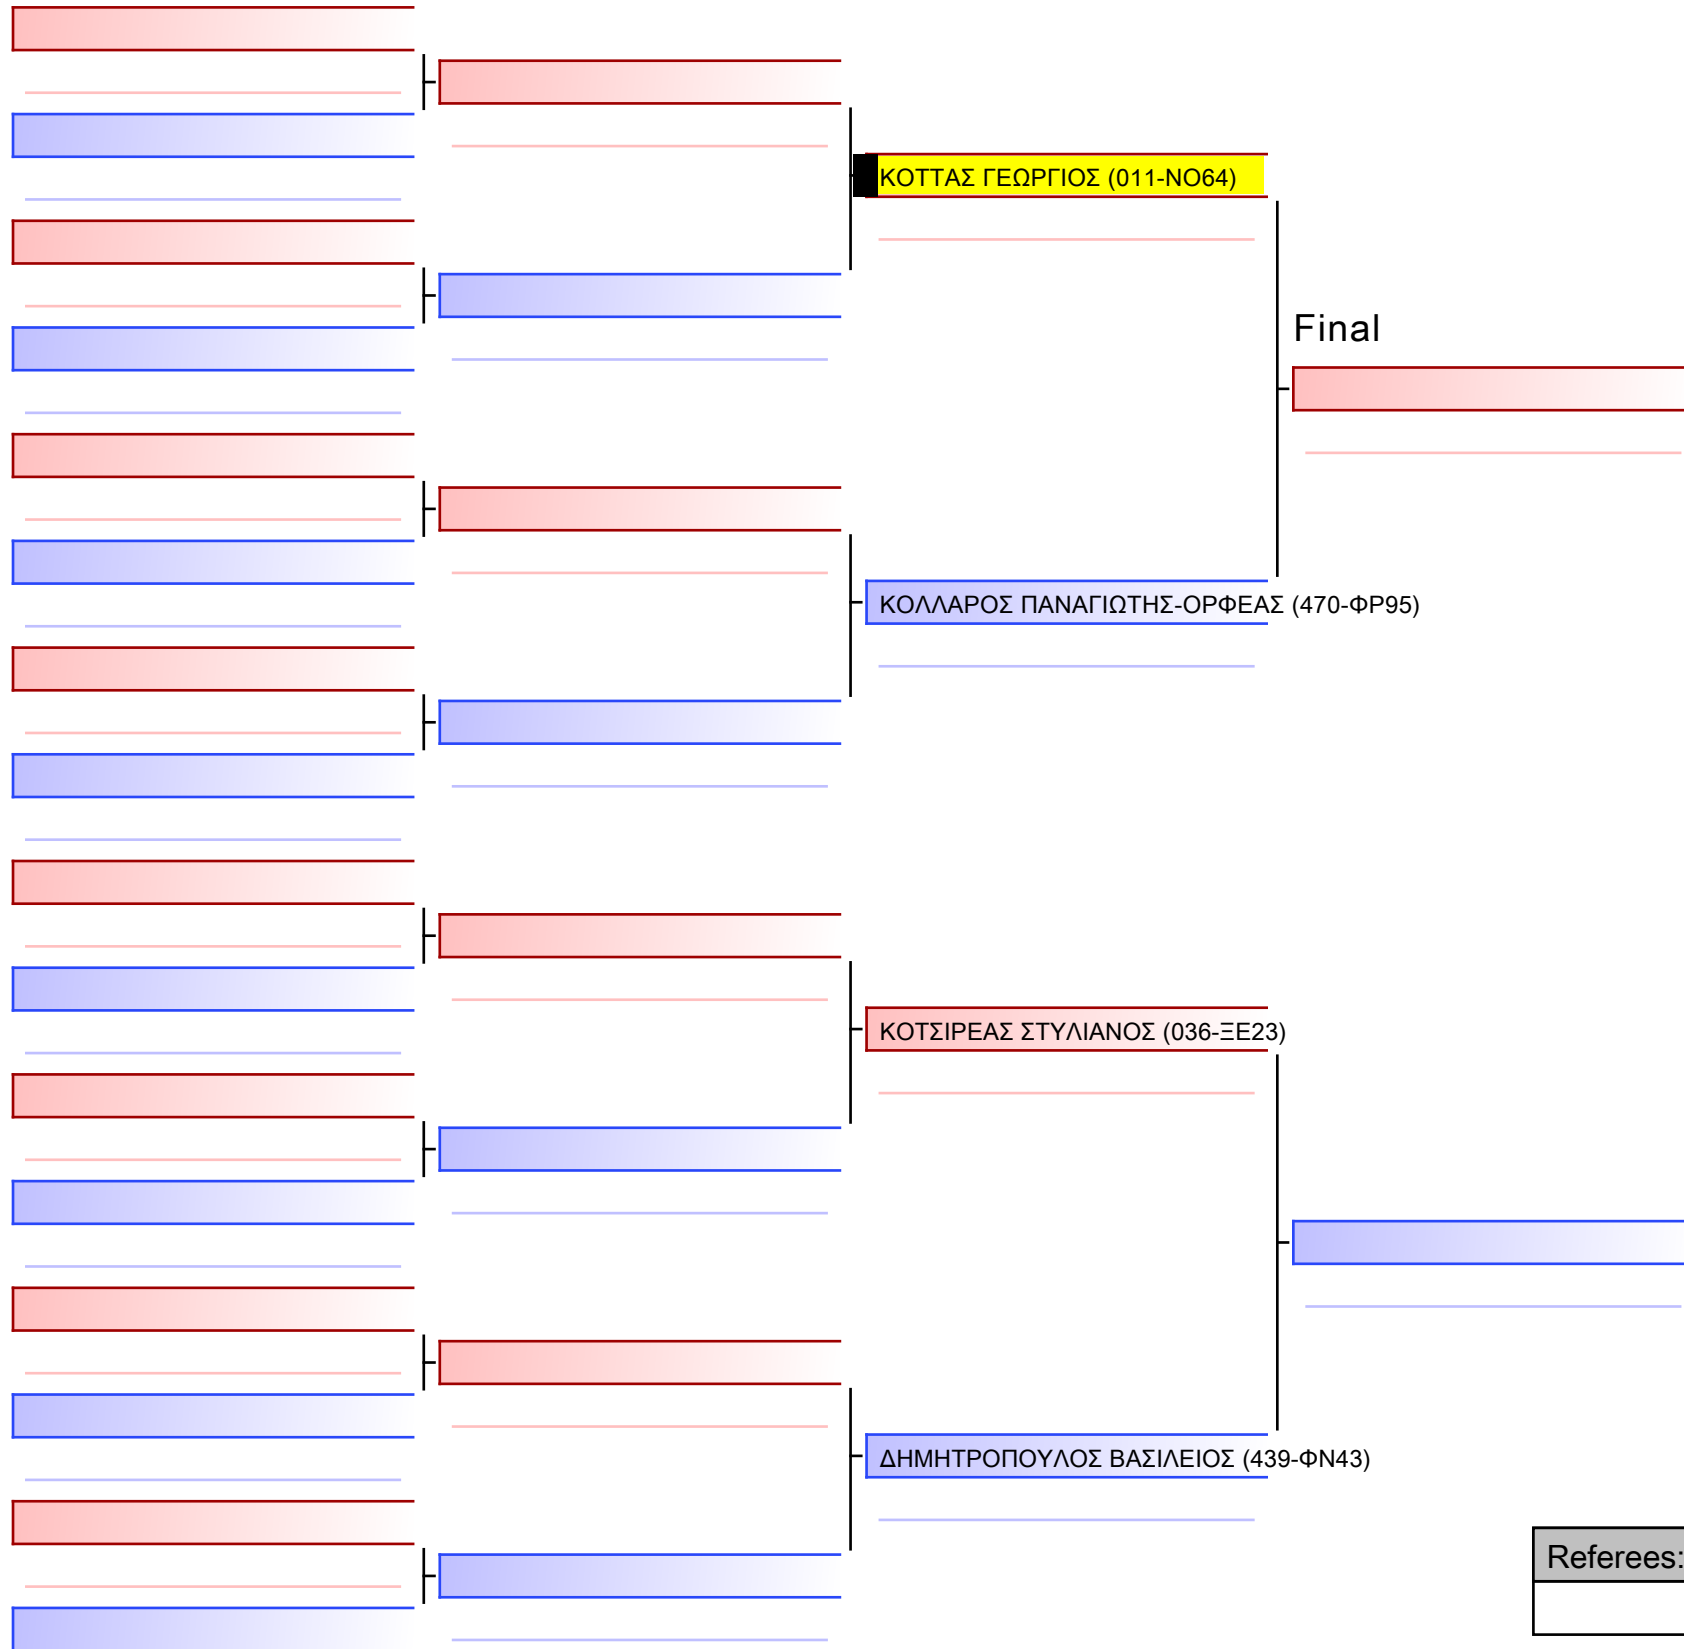 ΚΟΤΤΑΣ ΓΕΩΡΓΙΟΣ (011-ΝΟ64)
Final
ΚΟΛΛΑΡΟΣ ΠΑΝΑΓΙΩΤΗΣ-ΟΡΦΕΑΣ (470-ΦΡ95)
ΚΟΤΣΙΡΕΑΣ ΣΤΥΛΙΑΝΟΣ (036-ΞΕ23)
ΔΗΜΗΤΡΟΠΟΥΛΟΣ ΒΑΣΙΛΕΙΟΣ (439-ΦΝ43)
Referees: